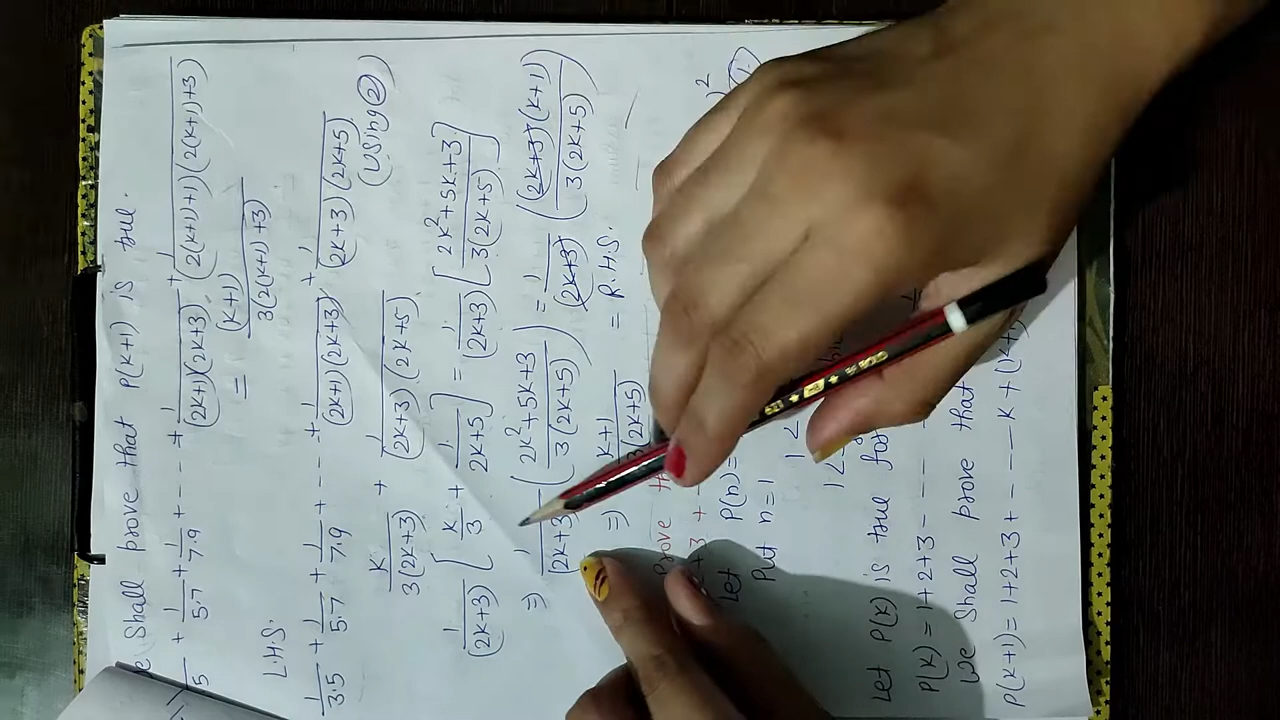 We Shall prove that P(K+1) is true.
5 + 1/5·7 + 1/7·9 + --- + 1/(2K+1)(2K+3) + 1/(2(K+1)+1)(2(K+1)+3)
= (K+1)/3(2(K+1)+3)
L.H.S.
1/3·5 + 1/5·7 + 1/7·9 + --- + 1/(2K+1)(2K+3) + 1/(2K+3)(2K+5)
K/3(2K+3) + 1/(2K+3)(2K+5) (Using ②)
1/(2K+3) [K/3 + 1/2K+5] = 1/(2K+3) [2K²+5K+3/3(2K+5)]
⇒ 1/(2K+3 (2K²+5K+3/3(2K+5)) = 1/(2K+3) ((2K+3)(K+1)/3(2K+5))
⇒ K+1/3(2K+5) = R.H.S.
Prove
2+3+ )²
Let P(n)= ①
Put n=1
1 <
1 <
Let P(K) is true for
P(K) = 1+2+3 - --
We Shall prove that
P(K+1) = 1+2+3+ - --- K + (K+1)